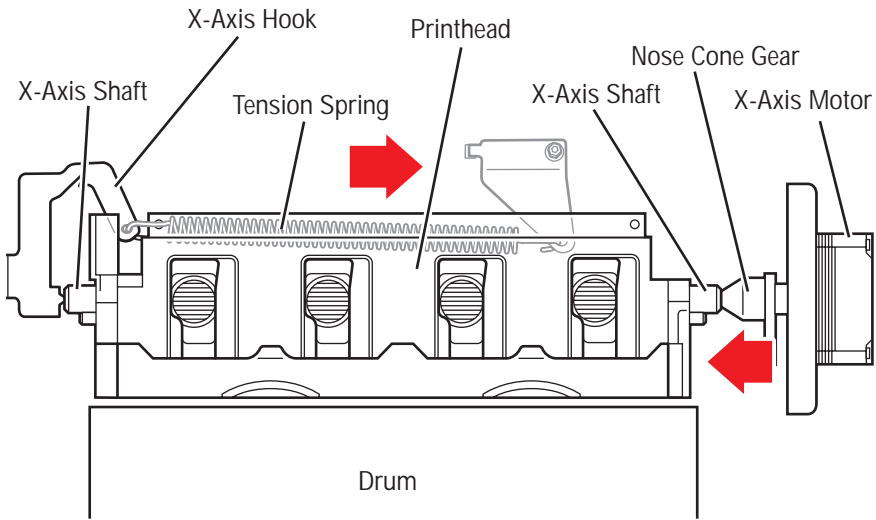 X-Axis Hook
Printhead
Nose Cone Gear
X-Axis Shaft
Tension Spring
X-Axis Shaft
X-Axis Motor
Drum